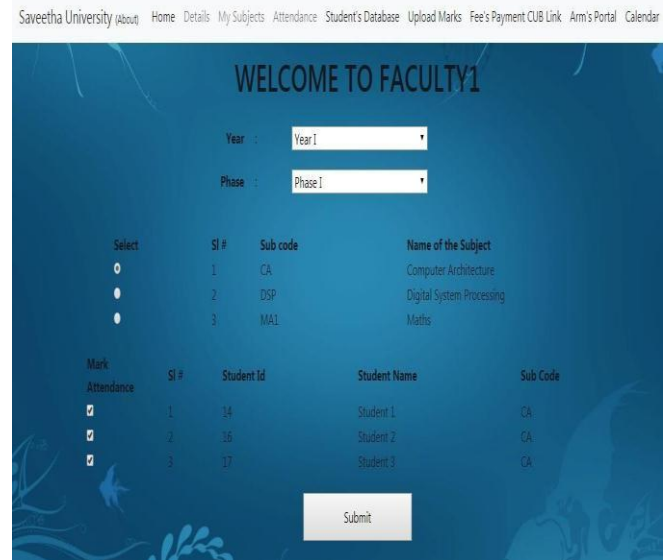 Saveetha University (About) Home Details My Subjects Attendance Student's Database Upload Marks Fee's Payment CUB Link Arm's Portal Calendar
WELCOME TO FACULTY1
Year : Year I
Phase : Phase I
Select Sl # Sub code Name of the Subject
1 CA Computer Architecture
2 DSP Digital System Processing
3 MA1 Maths
Mark
Attendance Sl # Student Id Student Name Sub Code
1 14 Student 1 CA
2 16 Student 2 CA
3 17 Student 3 CA
Submit